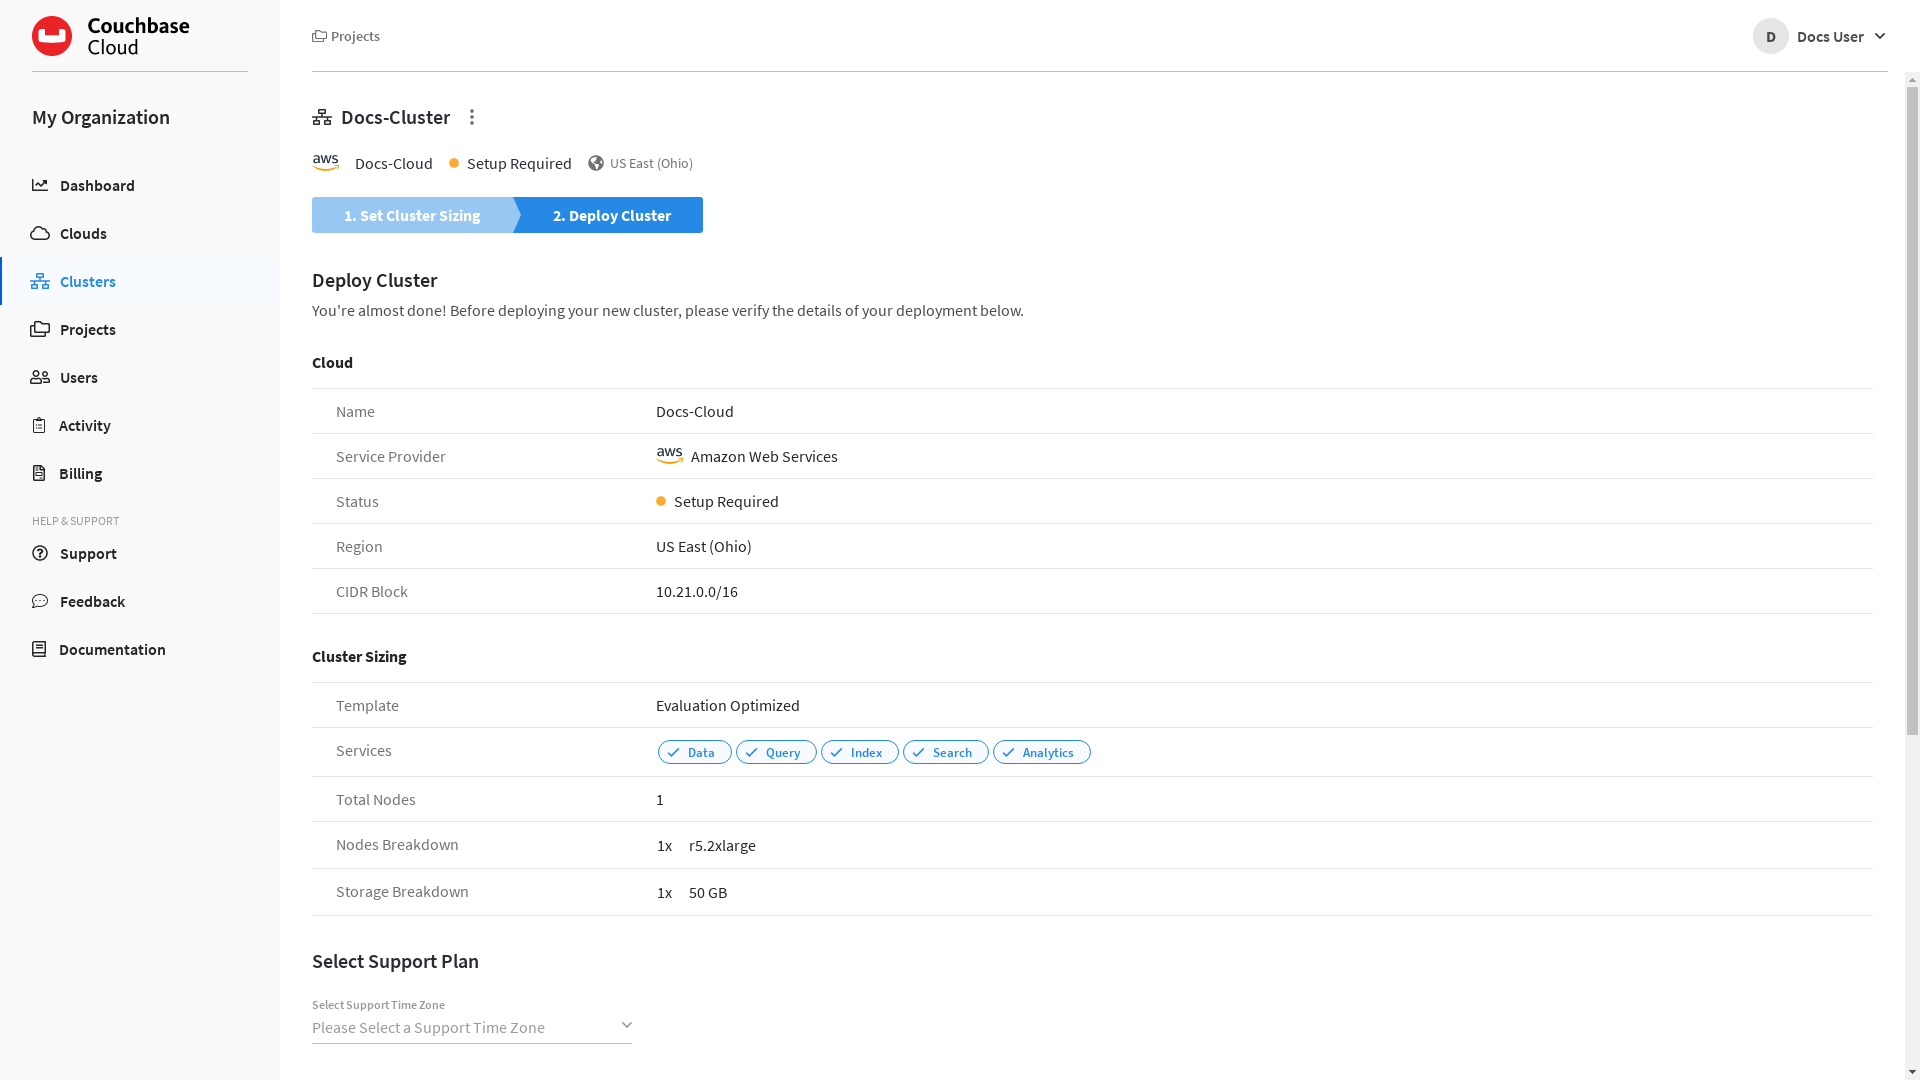 Couchbase
Cloud
Projects
D
Docs User
My Organization
Dashboard
Clouds
Clusters
Projects
Users
Activity
Billing
HELP & SUPPORT
Support
Feedback
Documentation
Docs-Cluster
aws Docs-Cloud Setup Required US East (Ohio)
1. Set Cluster Sizing 2. Deploy Cluster
Deploy Cluster
You're almost done! Before deploying your new cluster, please verify the details of your deployment below.
Cloud
Name Docs-Cloud
Service Provider aws Amazon Web Services
Status Setup Required
Region US East (Ohio)
CIDR Block 10.21.0.0/16
Cluster Sizing
Template Evaluation Optimized
Services Data Query Index Search Analytics
Total Nodes 1
Nodes Breakdown 1x r5.2xlarge
Storage Breakdown 1x 50 GB
Select Support Plan
Select Support Time Zone
Please Select a Support Time Zone